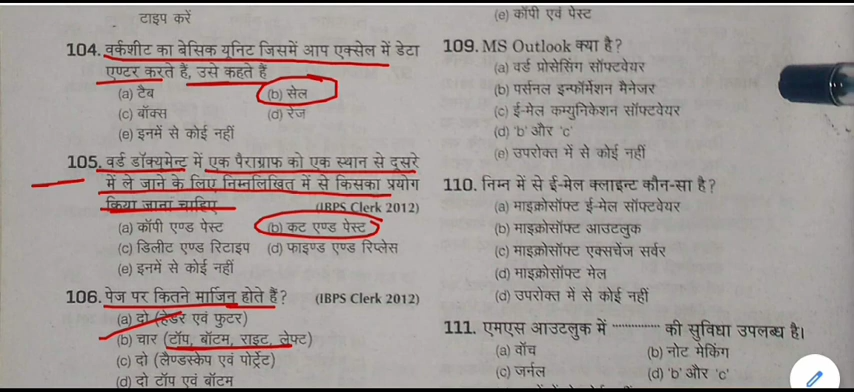 टाइप करें
104. वर्कशीट का बेसिक यूनिट जिसमें आप एक्सेल में डेटा
एण्टर करते हैं, उसे कहते हैं
(a) टैब (b) सेल
(c) बॉक्स (d) रेंज
(e) इनमें से कोई नहीं
105. वर्ड डॉक्यूमेन्ट में एक पैराग्राफ को एक स्थान से दूसरे
में ले जाने के लिए निम्नलिखित में से किसका प्रयोग
किया जाना चाहिए (IBPS Clerk 2012)
(a) कॉपी एण्ड पेस्ट (b) कट एण्ड पेस्ट
(c) डिलीट एण्ड रिटाइप (d) फाइण्ड एण्ड रिप्लेस
(e) इनमें से कोई नहीं
106. पेज पर कितने मार्जिन होते हैं? (IBPS Clerk 2012)
(a) दो (हेडर एवं फुटर)
(b) चार (टॉप, बॉटम, राइट, लेफ्ट)
(c) दो (लैण्डस्केप एवं पोर्ट्रेट)
(d) दो टॉप एवं बॉटम
(e) कॉपी एवं पेस्ट
109. MS Outlook क्या है?
(a) वर्ड प्रोसेसिंग सॉफ्टवेयर
(b) पर्सनल इन्फॉर्मेशन मैनेजर
(c) ई-मेल कम्युनिकेशन सॉफ्टवेयर
(d) 'b' और 'c'
(e) उपरोक्त में से कोई नहीं
110. निम्न में से ई-मेल क्लाइन्ट कौन-सा है?
(a) माइक्रोसॉफ्ट ई-मेल सॉफ्टवेयर
(b) माइक्रोसॉफ्ट आउटलुक
(c) माइक्रोसॉफ्ट एक्सचेंज सर्वर
(d) माइक्रोसॉफ्ट मेल
(e) उपरोक्त में से कोई नहीं
111. एमएस आउटलुक में ............ की सुविधा उपलब्ध है।
(a) वॉच (b) नोट मेकिंग
(c) जर्नल (d) 'b' और 'c'